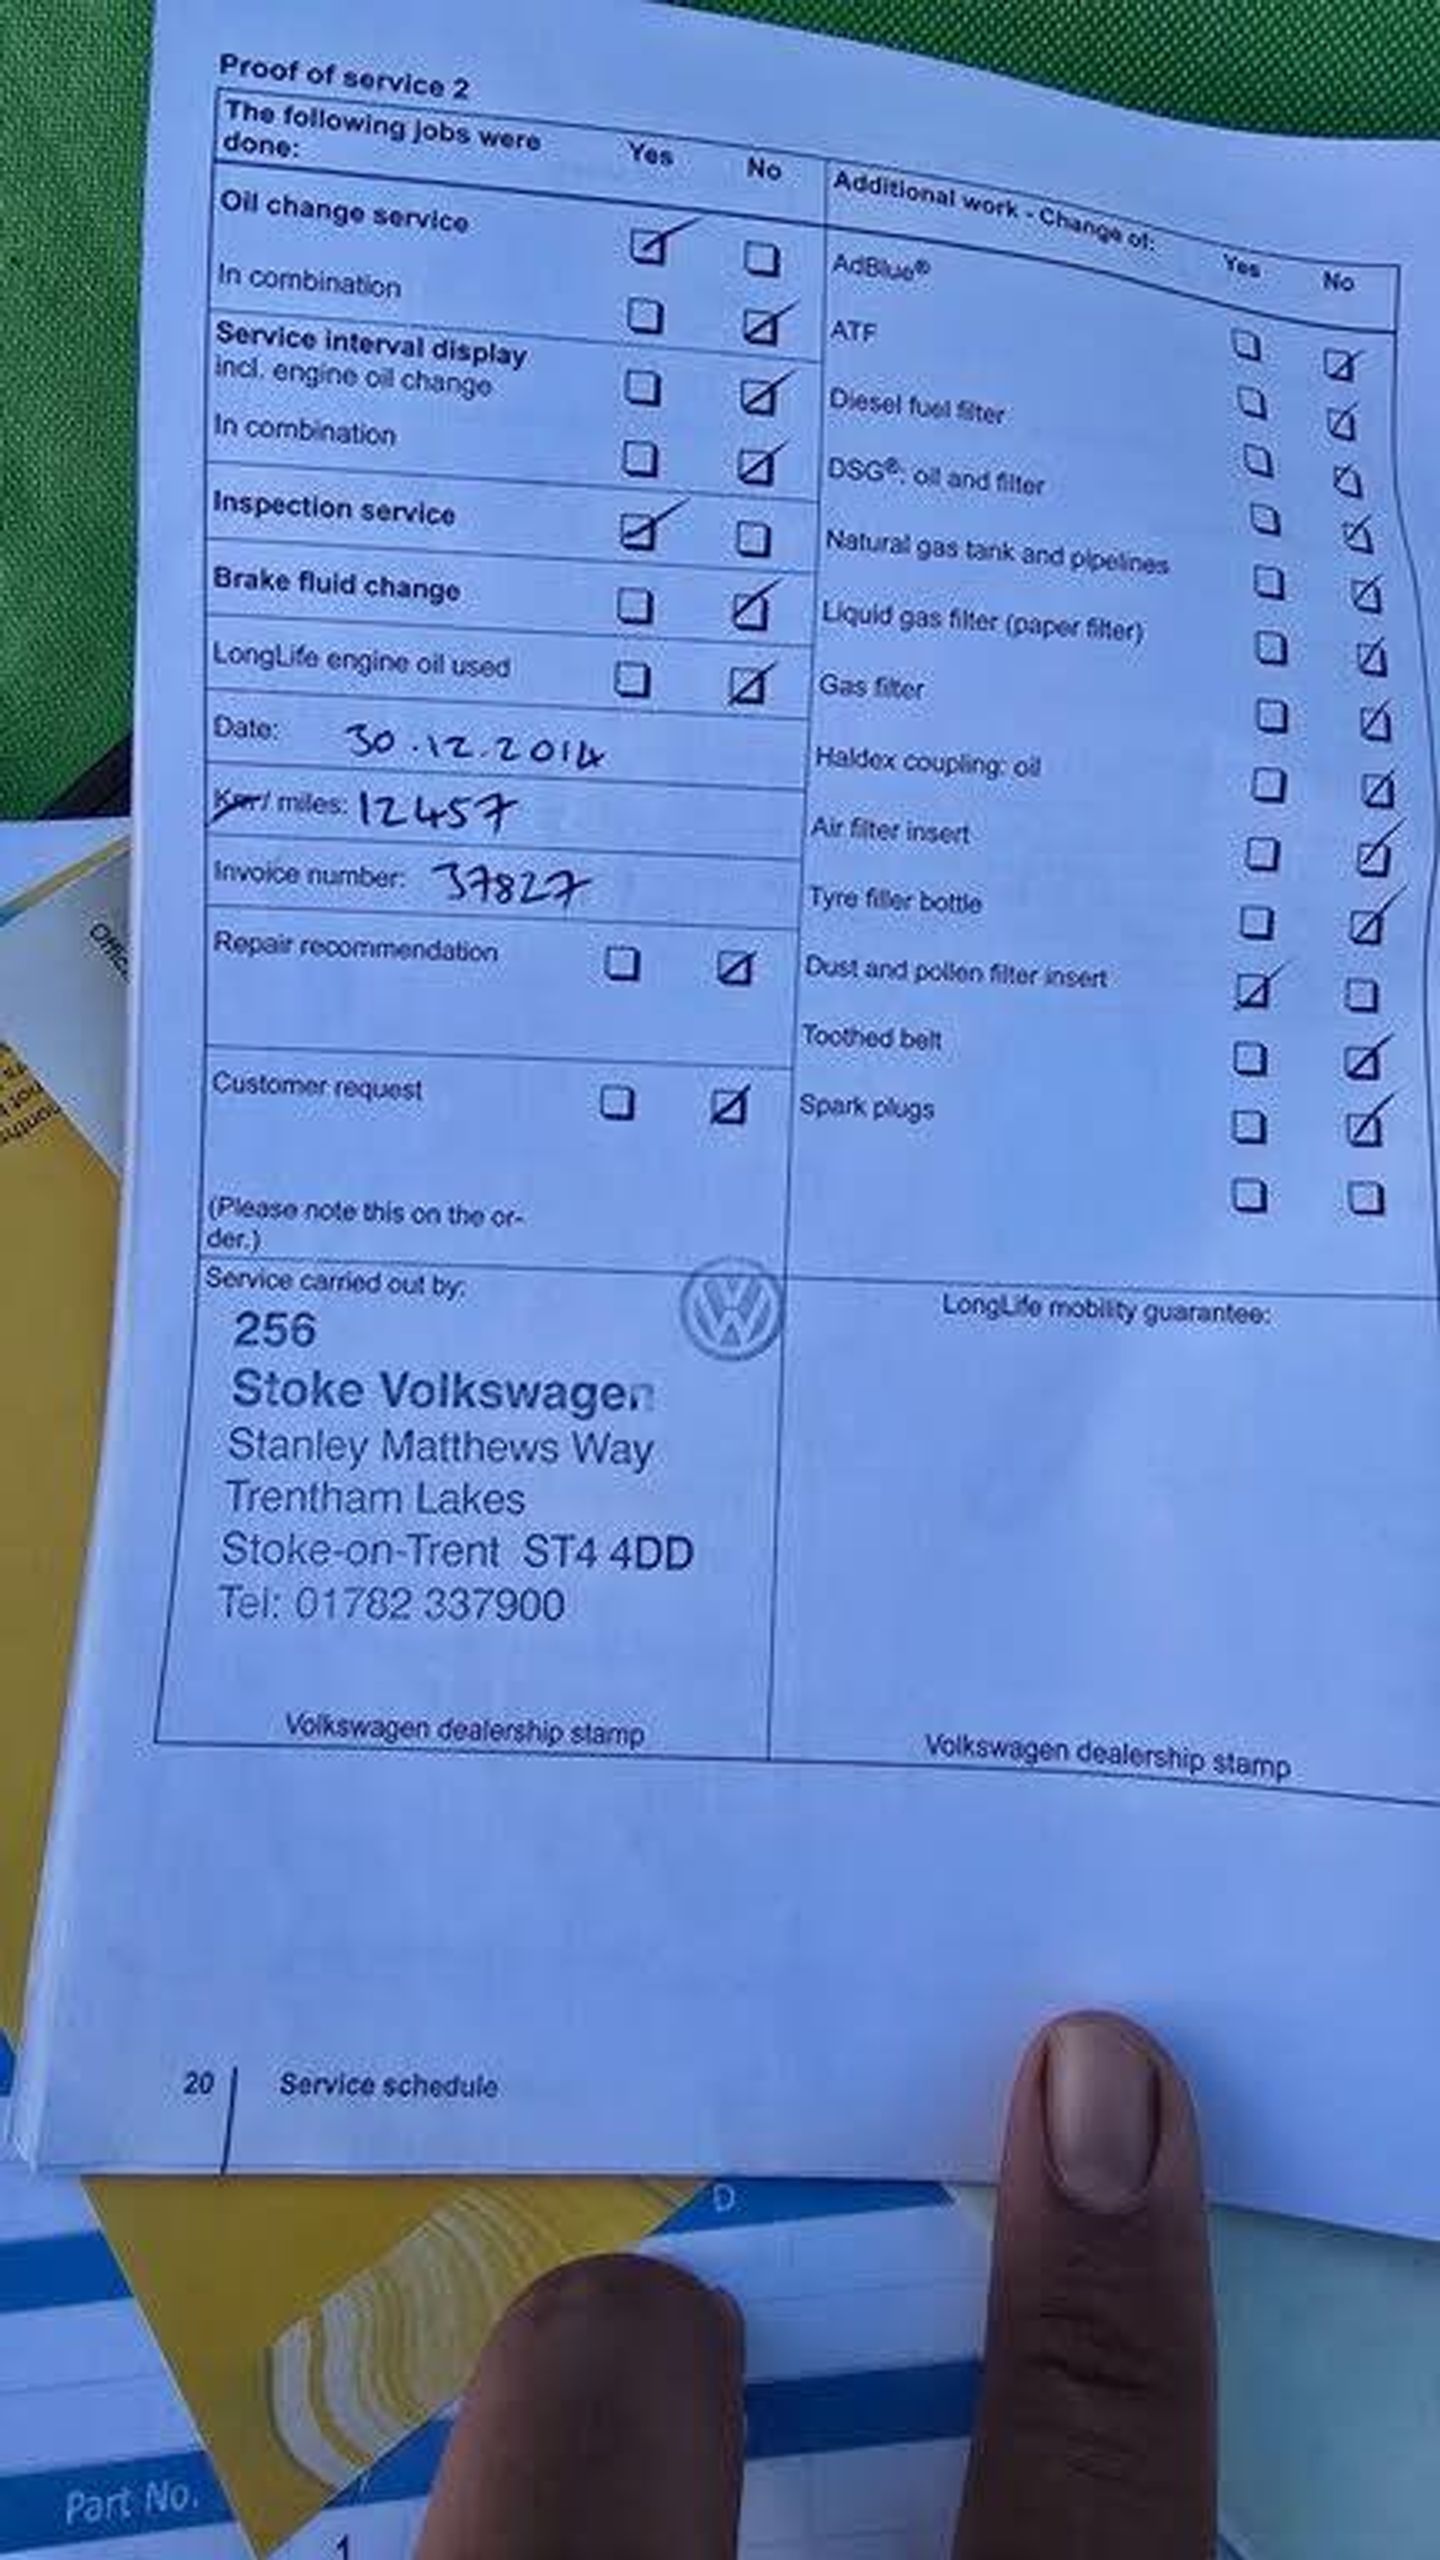 Proof of service 2
The following jobs were done:
Yes No
Oil change service
In combination
Service interval display
incl. engine oil change
In combination
Inspection service
Brake fluid change
LongLife engine oil used
Date: 30.12.2014
Km/ miles: 12457
Invoice number: 37827
Repair recommendation
Customer request
(Please note this on the or-
der.)
Additional work - Change of:
Yes No
AdBlue®
ATF
Diesel fuel filter
DSG®: oil and filter
Natural gas tank and pipelines
Liquid gas filter (paper filter)
Gas filter
Haldex coupling: oil
Air filter insert
Tyre filler bottle
Dust and pollen filter insert
Toothed belt
Spark plugs
Service carried out by:
256
Stoke Volkswagen
Stanley Matthews Way
Trentham Lakes
Stoke-on-Trent ST4 4DD
Tel: 01782 337900
Volkswagen dealership stamp
LongLife mobility guarantee:
Volkswagen dealership stamp
20 Service schedule
D
Part No.
1